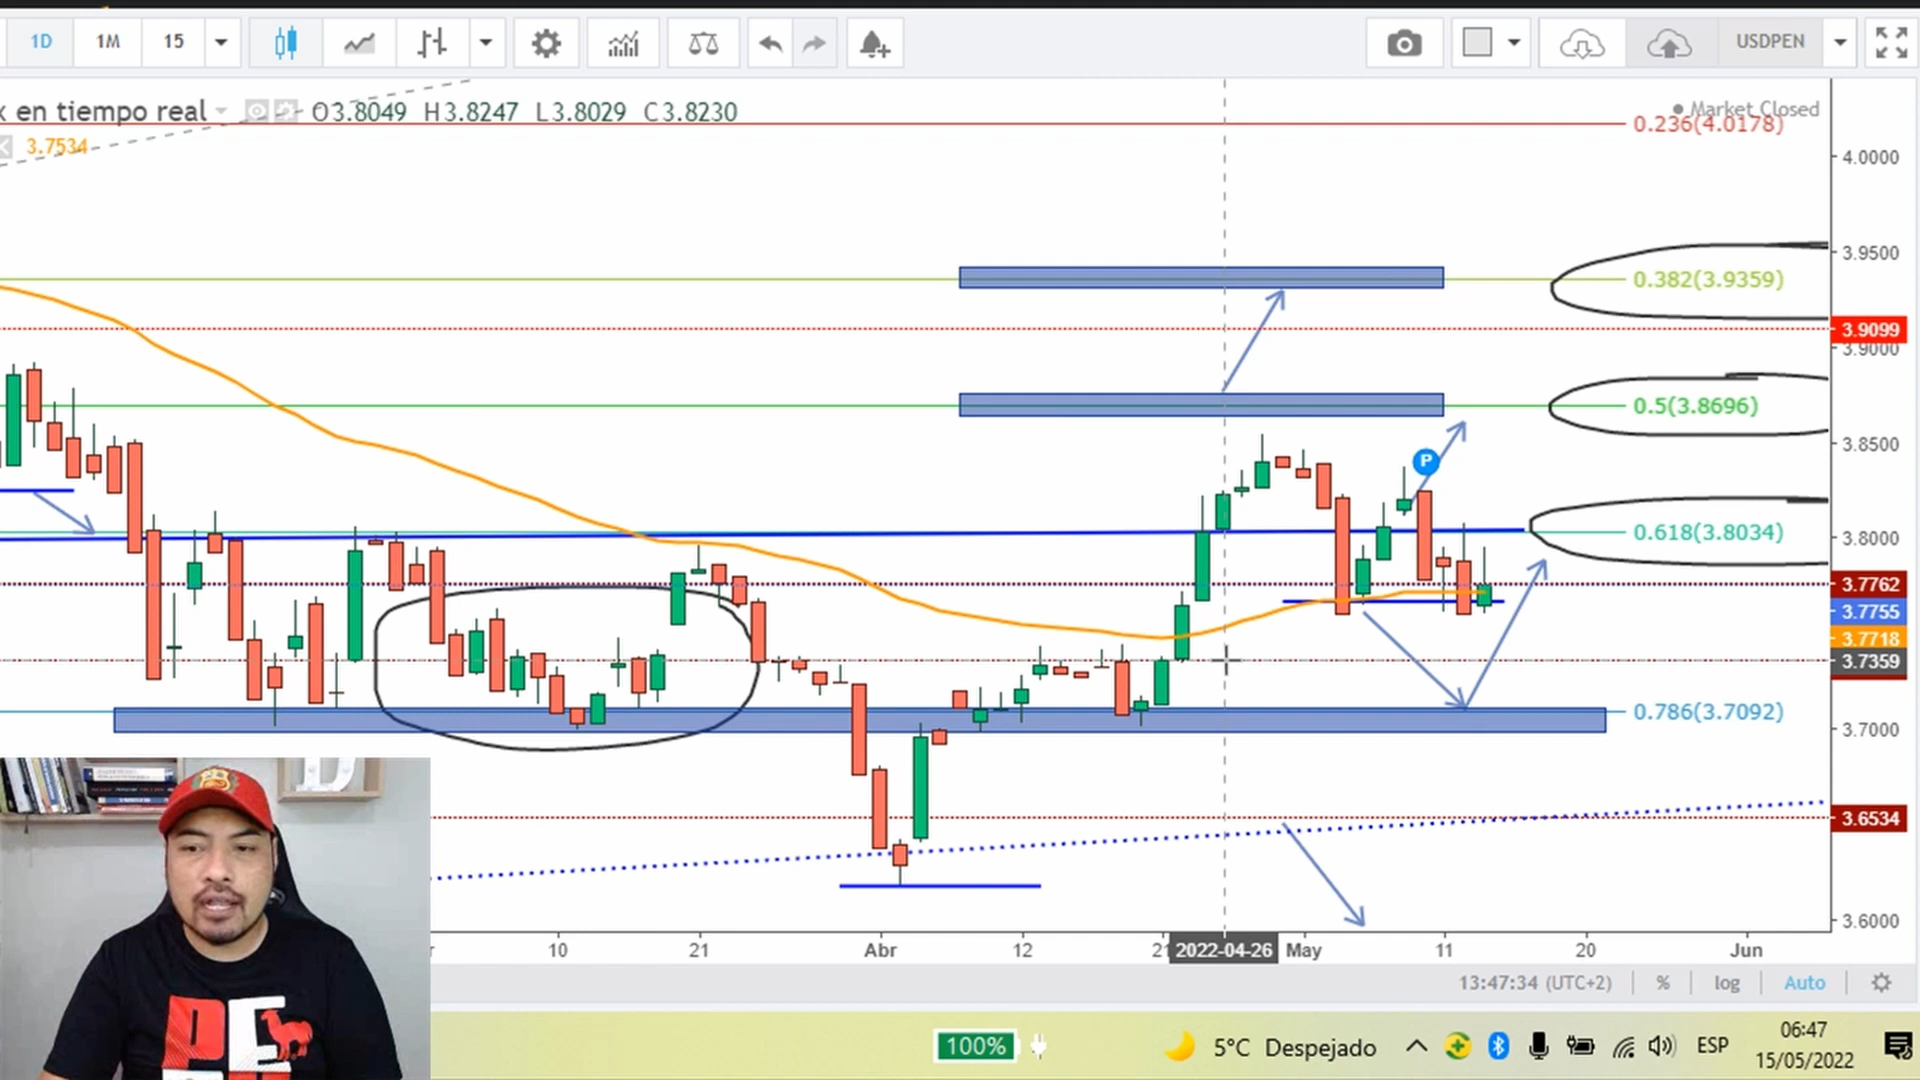 1D 1M 15 USDPEN
x en tiempo real O3.8049 H3.8247 L3.8029 C3.8230
Market Closed
3.7534
0.236(4.0178)
4.0000
3.9500
0.382(3.9359)
3.9099
3.9000
0.5(3.8696)
3.8500
P
0.618(3.8034)
3.8000
3.7762
3.7755
3.7718
3.7359
0.786(3.7092)
3.7000
3.6534
3.6000
10 21 Abr 12 21 2022-04-26 May 11 20 Jun
13:47:34 (UTC+2) % log Auto
D
PE
100% 5°C Despejado ESP 06:47
15/05/2022